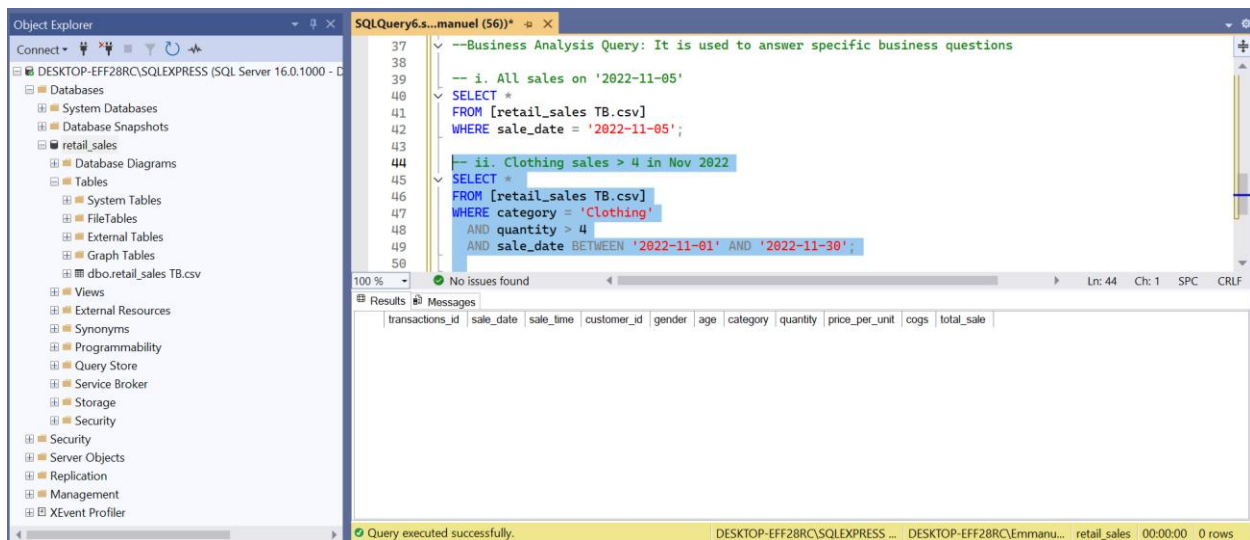 Object Explorer
Connect
DESKTOP-EFF28RC\SQLEXPRESS (SQL Server 16.0.1000 - D
Databases
System Databases
Database Snapshots
retail_sales
Database Diagrams
Tables
System Tables
FileTables
External Tables
Graph Tables
dbo.retail_sales TB.csv
Views
External Resources
Synonyms
Programmability
Query Store
Service Broker
Storage
Security
Security
Server Objects
Replication
Management
XEvent Profiler
SQLQuery6.s...manuel (56))*
37 --Business Analysis Query: It is used to answer specific business questions
38
39 -- i. All sales on '2022-11-05'
40 SELECT *
41 FROM [retail_sales TB.csv]
42 WHERE sale_date = '2022-11-05';
43
44 -- ii. Clothing sales > 4 in Nov 2022
45 SELECT *
46 FROM [retail_sales TB.csv]
47 WHERE category = 'Clothing'
48 AND quantity > 4
49 AND sale_date BETWEEN '2022-11-01' AND '2022-11-30';
50
100 % No issues found Ln: 44 Ch: 1 SPC CRLF
Results Messages
transactions_id sale_date sale_time customer_id gender age category quantity price_per_unit cogs total_sale
Query executed successfully. DESKTOP-EFF28RC\SQLEXPRESS ... DESKTOP-EFF28RC\Emmanu... retail_sales 00:00:00 0 rows